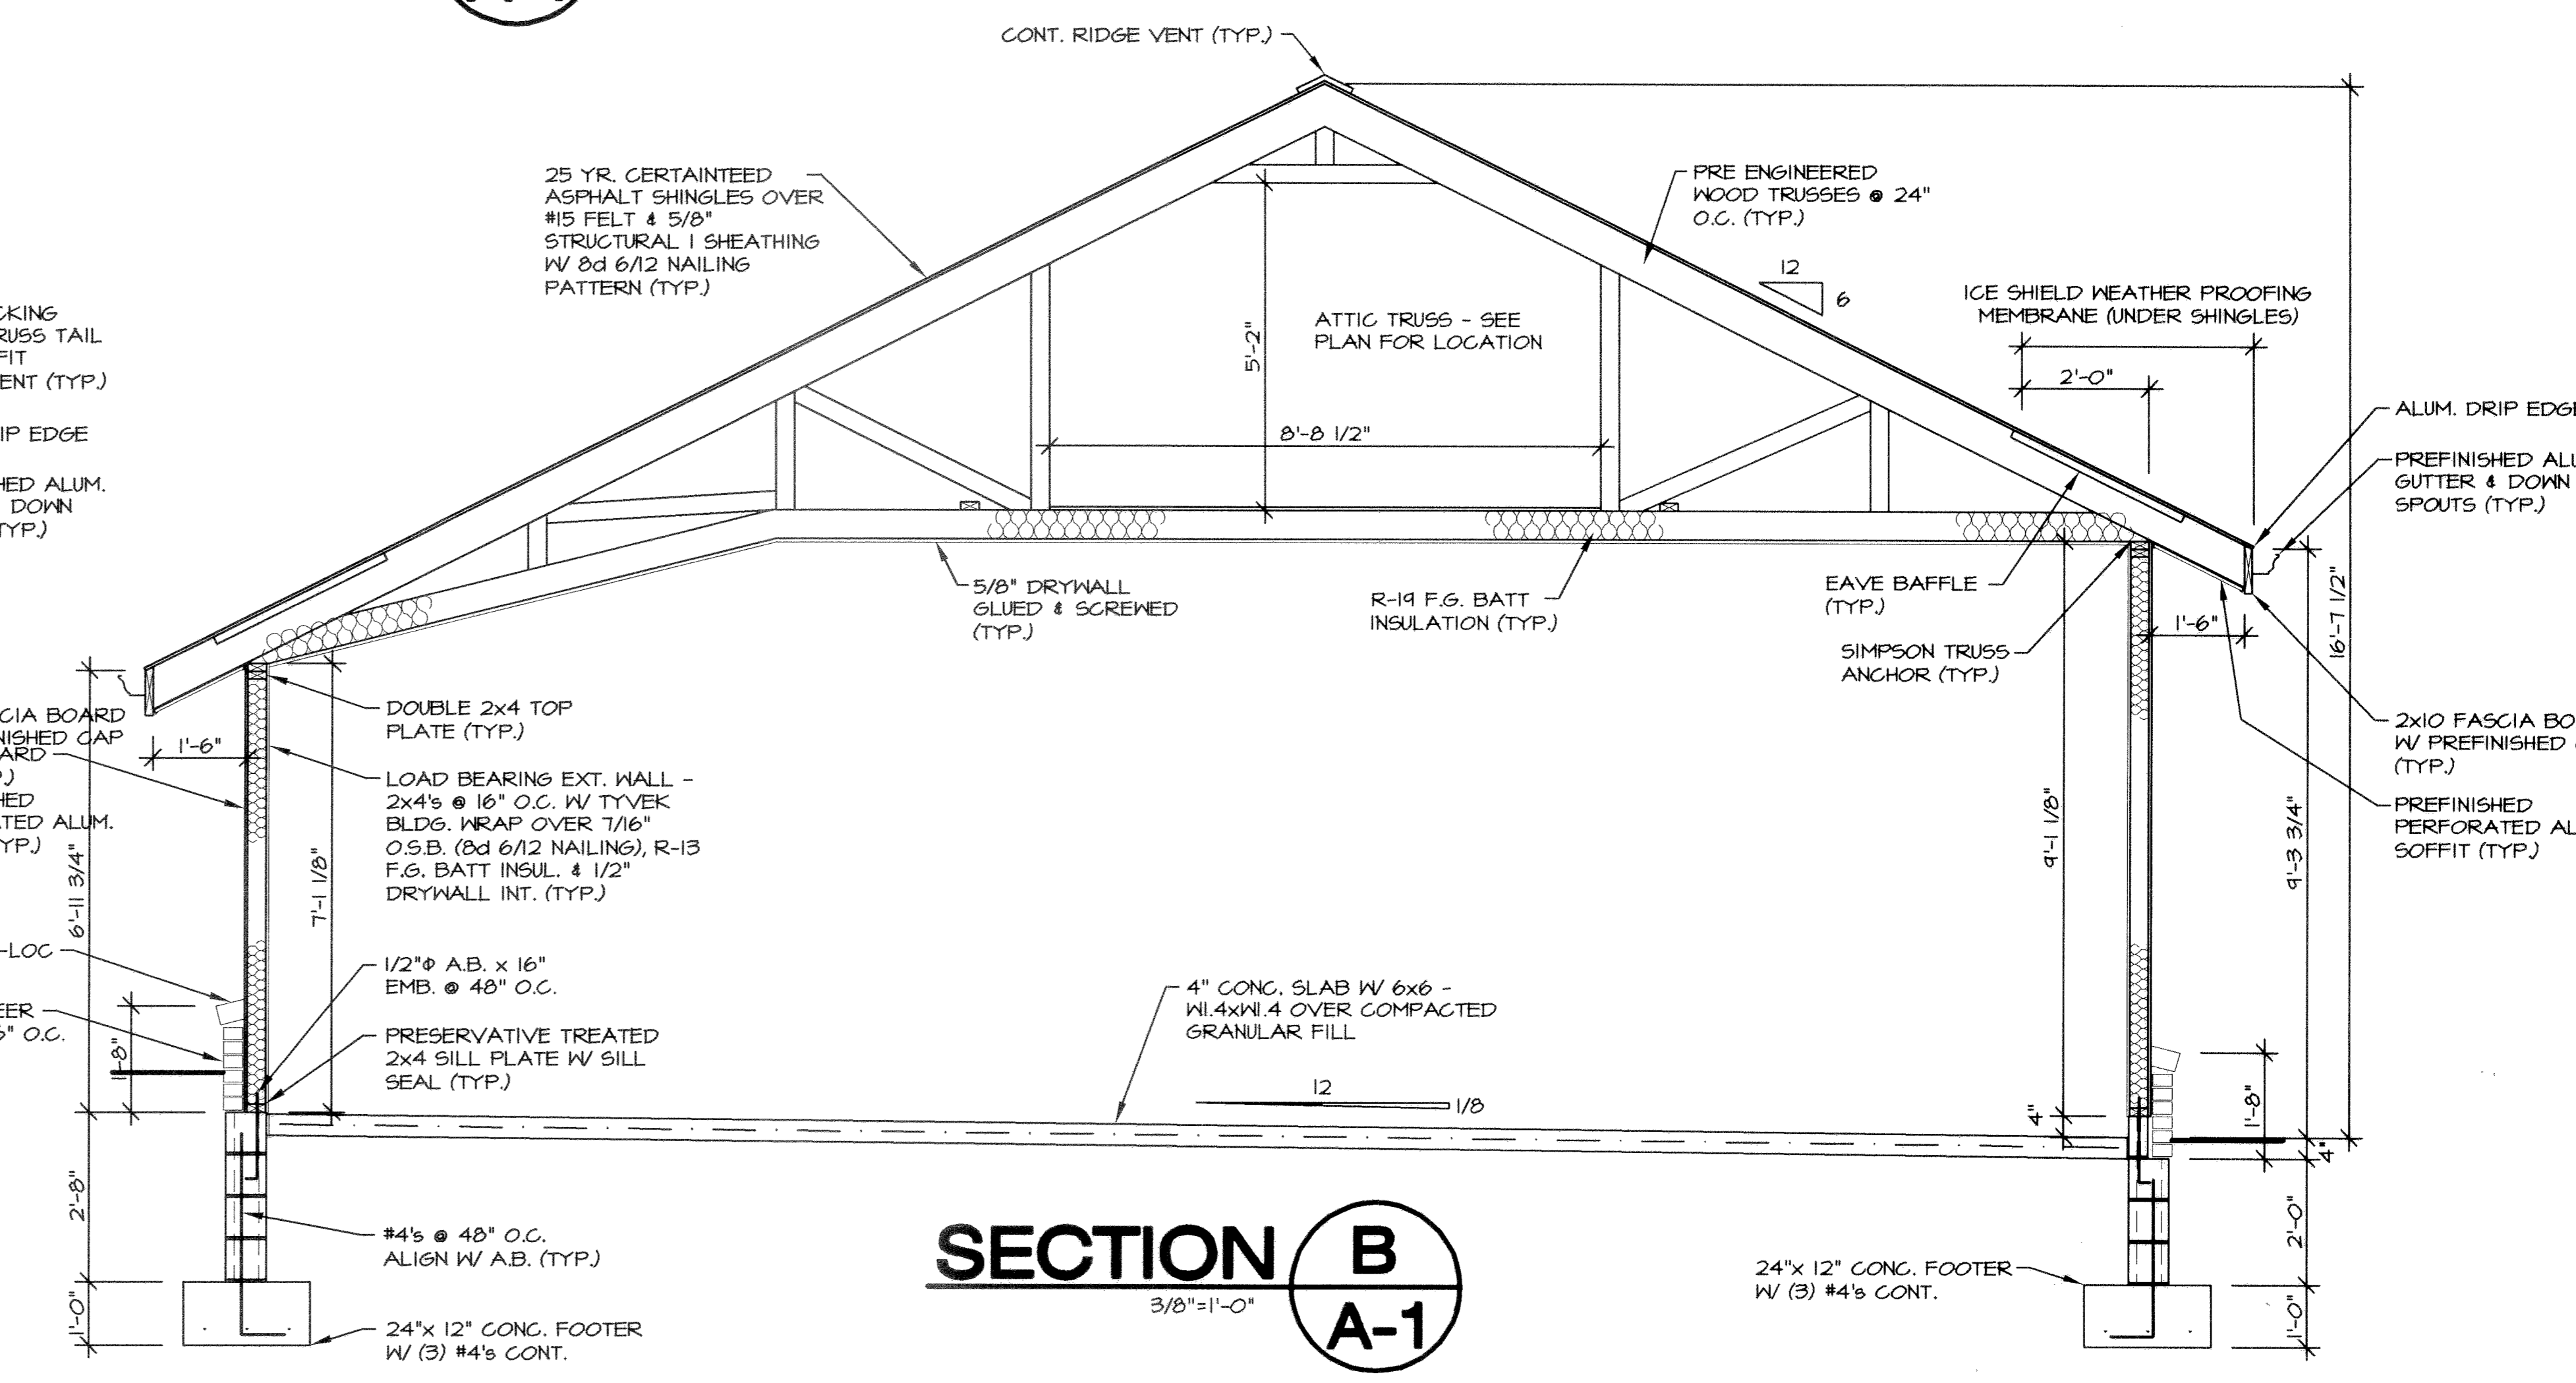 CONT. RIDGE VENT (TYP.)
25 YR. CERTAINTEED
ASPHALT SHINGLES OVER
#15 FELT & 5/8"
STRUCTURAL I SHEATHING
W/ 8d 6/12 NAILING
PATTERN (TYP.)
PRE ENGINEERED
WOOD TRUSSES @ 24"
O.C. (TYP.)
12
6
ICE SHIELD WEATHER PROOFING
MEMBRANE (UNDER SHINGLES)
2'-0"
ATTIC TRUSS - SEE
PLAN FOR LOCATION
5'-2"
8'-8 1/2"
CKING
RUSS TAIL
FIT
ENT (TYP.)
IP EDGE
HED ALUM.
DOWN
TYP.)
ALUM. DRIP EDGE
PREFINISHED ALU
GUTTER & DOWN
SPOUTS (TYP.)
5/8" DRYWALL
GLUED & SCREWED
(TYP.)
R-19 F.G. BATT
INSULATION (TYP.)
EAVE BAFFLE
(TYP.)
SIMPSON TRUSS
ANCHOR (TYP.)
1'-6"
16'-7 1/2"
CIA BOARD
NISHED CAP
ARD
P.)
HED
ATED ALUM.
YP.)
1'-6"
DOUBLE 2x4 TOP
PLATE (TYP.)
LOAD BEARING EXT. WALL -
2x4's @ 16" O.C. W/ TYVEK
BLDG. WRAP OVER 7/16"
O.S.B. (8d 6/12 NAILING), R-13
F.G. BATT INSUL. & 1/2"
DRYWALL INT. (TYP.)
6'-11 3/4"
7'-1 1/8"
9'-1 1/8"
9'-3 3/4"
2x10 FASCIA BO
W/ PREFINISHED
(TYP.)
PREFINISHED
PERFORATED AL
SOFFIT (TYP.)
-LOC
EER
6" O.C.
1'-8"
1/2"Φ A.B. x 16"
EMB. @ 48" O.C.
PRESERVATIVE TREATED
2x4 SILL PLATE W/ SILL
SEAL (TYP.)
4" CONC. SLAB W/ 6x6 -
W1.4xW1.4 OVER COMPACTED
GRANULAR FILL
12
1/8
4"
1'-8"
4"
2'-8"
#4's @ 48" O.C.
ALIGN W/ A.B. (TYP.)
1'-0"
24"x 12" CONC. FOOTER
W/ (3) #4's CONT.
SECTION B
3/8"=1'-0"
A-1
24"x 12" CONC. FOOTER
W/ (3) #4's CONT.
2'-0"
1'-0"